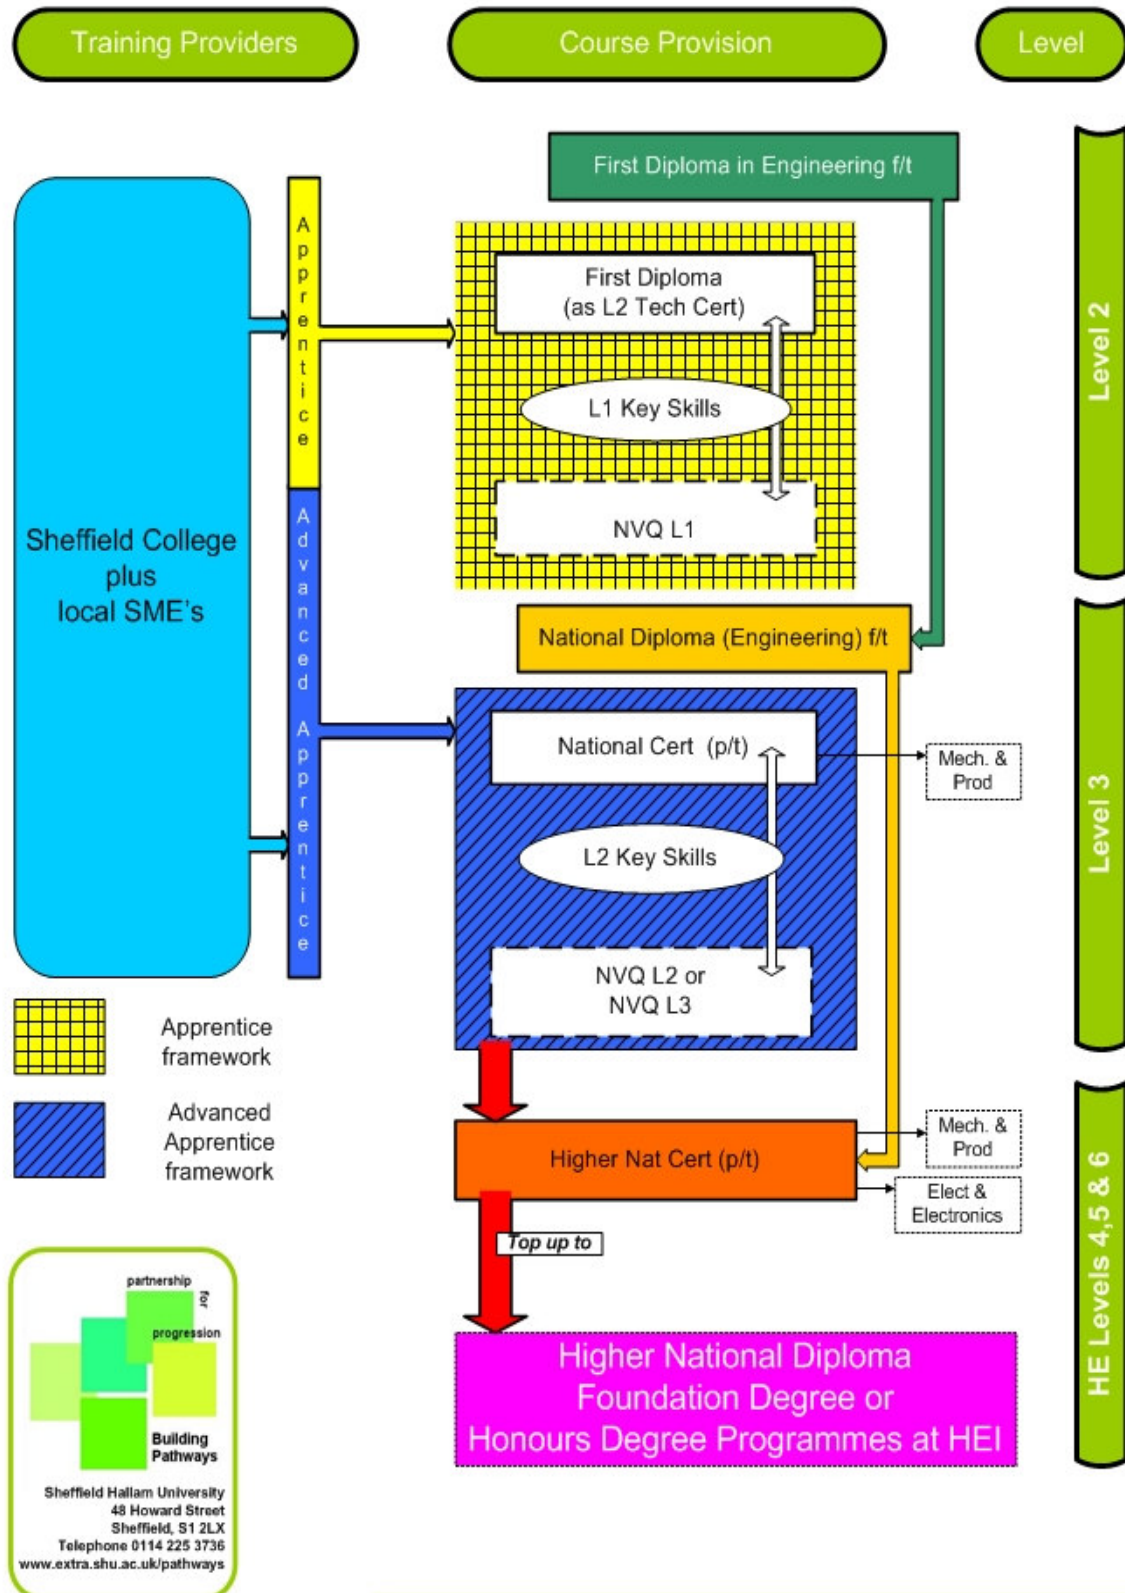 Training Providers
Course Provision
Level
First Diploma in Engineering f/t
Apprentice
First Diploma
(as L2 Tech Cert)
L1 Key Skills
NVQ L1
Level 2
Sheffield College
plus
local SME's
Advanced Apprentice
National Diploma (Engineering) f/t
National Cert (p/t)
Mech. &
Prod
L2 Key Skills
NVQ L2 or
NVQ L3
Level 3
Apprentice
framework
Advanced
Apprentice
framework
Higher Nat Cert (p/t)
Mech. &
Prod
Elect &
Electronics
Top up to
Higher National Diploma
Foundation Degree or
Honours Degree Programmes at HEI
HE Levels 4,5 & 6
partnership
for
progression
Building
Pathways
Sheffield Hallam University
48 Howard Street
Sheffield, S1 2LX
Telephone 0114 225 3736
www.extra.shu.ac.uk/pathways